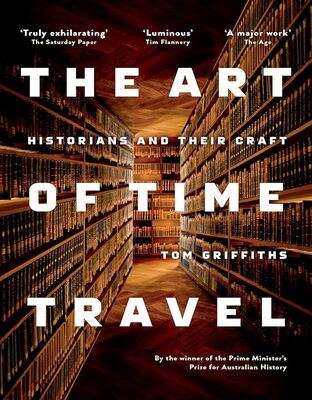 ‘Truly exhilarating’ ‘Luminous’ ‘A major work’
The Saturday Paper Tim Flannery The Age
THE ART
HISTORIANS AND THEIR CRAFT
OF TIME
TOM GRIFFITHS
TRAVEL
By the winner of the Prime Minister’s
Prize for Australian History